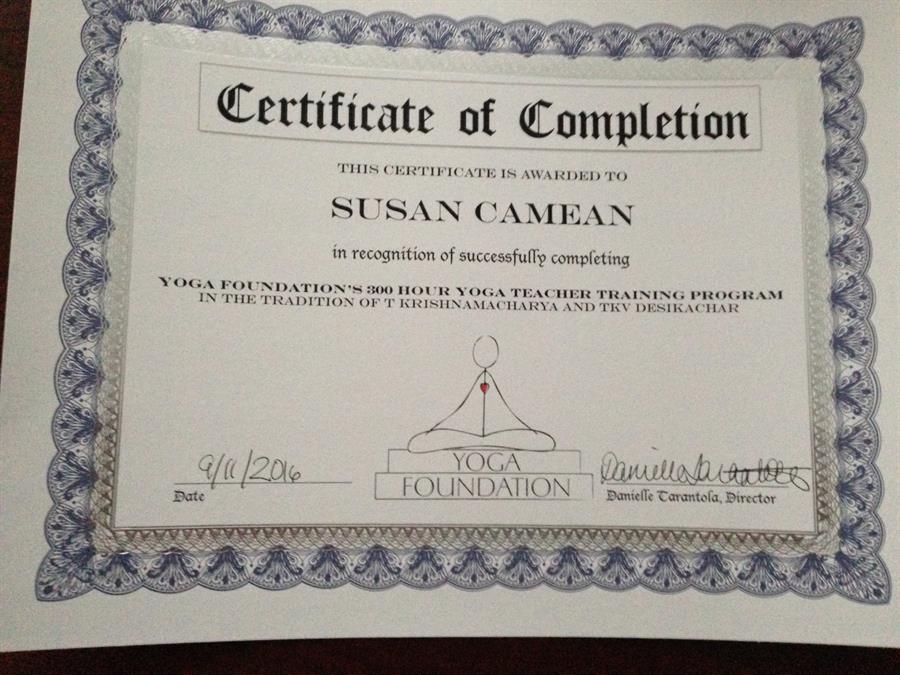 Certificate of Completion
THIS CERTIFICATE IS AWARDED TO
SUSAN CAMEAN
in recognition of successfully completing
YOGA FOUNDATION'S 300 HOUR YOGA TEACHER TRAINING PROGRAM
IN THE TRADITION OF T KRISHNAMACHARYA AND TKV DESIKACHAR
9/11/2016
Date
YOGA
FOUNDATION
Danielle Tarantola
Danielle Tarantola, Director